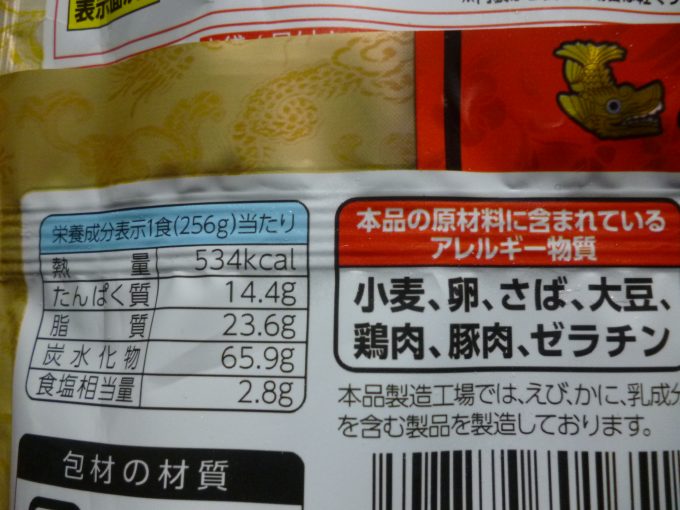 栄養成分表示1食(256g)当たり
熱量 534kcal
たんぱく質 14.4g
脂質 23.6g
炭水化物 65.9g
食塩相当量 2.8g
本品の原材料に含まれている
アレルギー物質
小麦、卵、さば、大豆、
鶏肉、豚肉、ゼラチン
本品製造工場では、えび、かに、乳成分
を含む製品を製造しております。
包材の材質